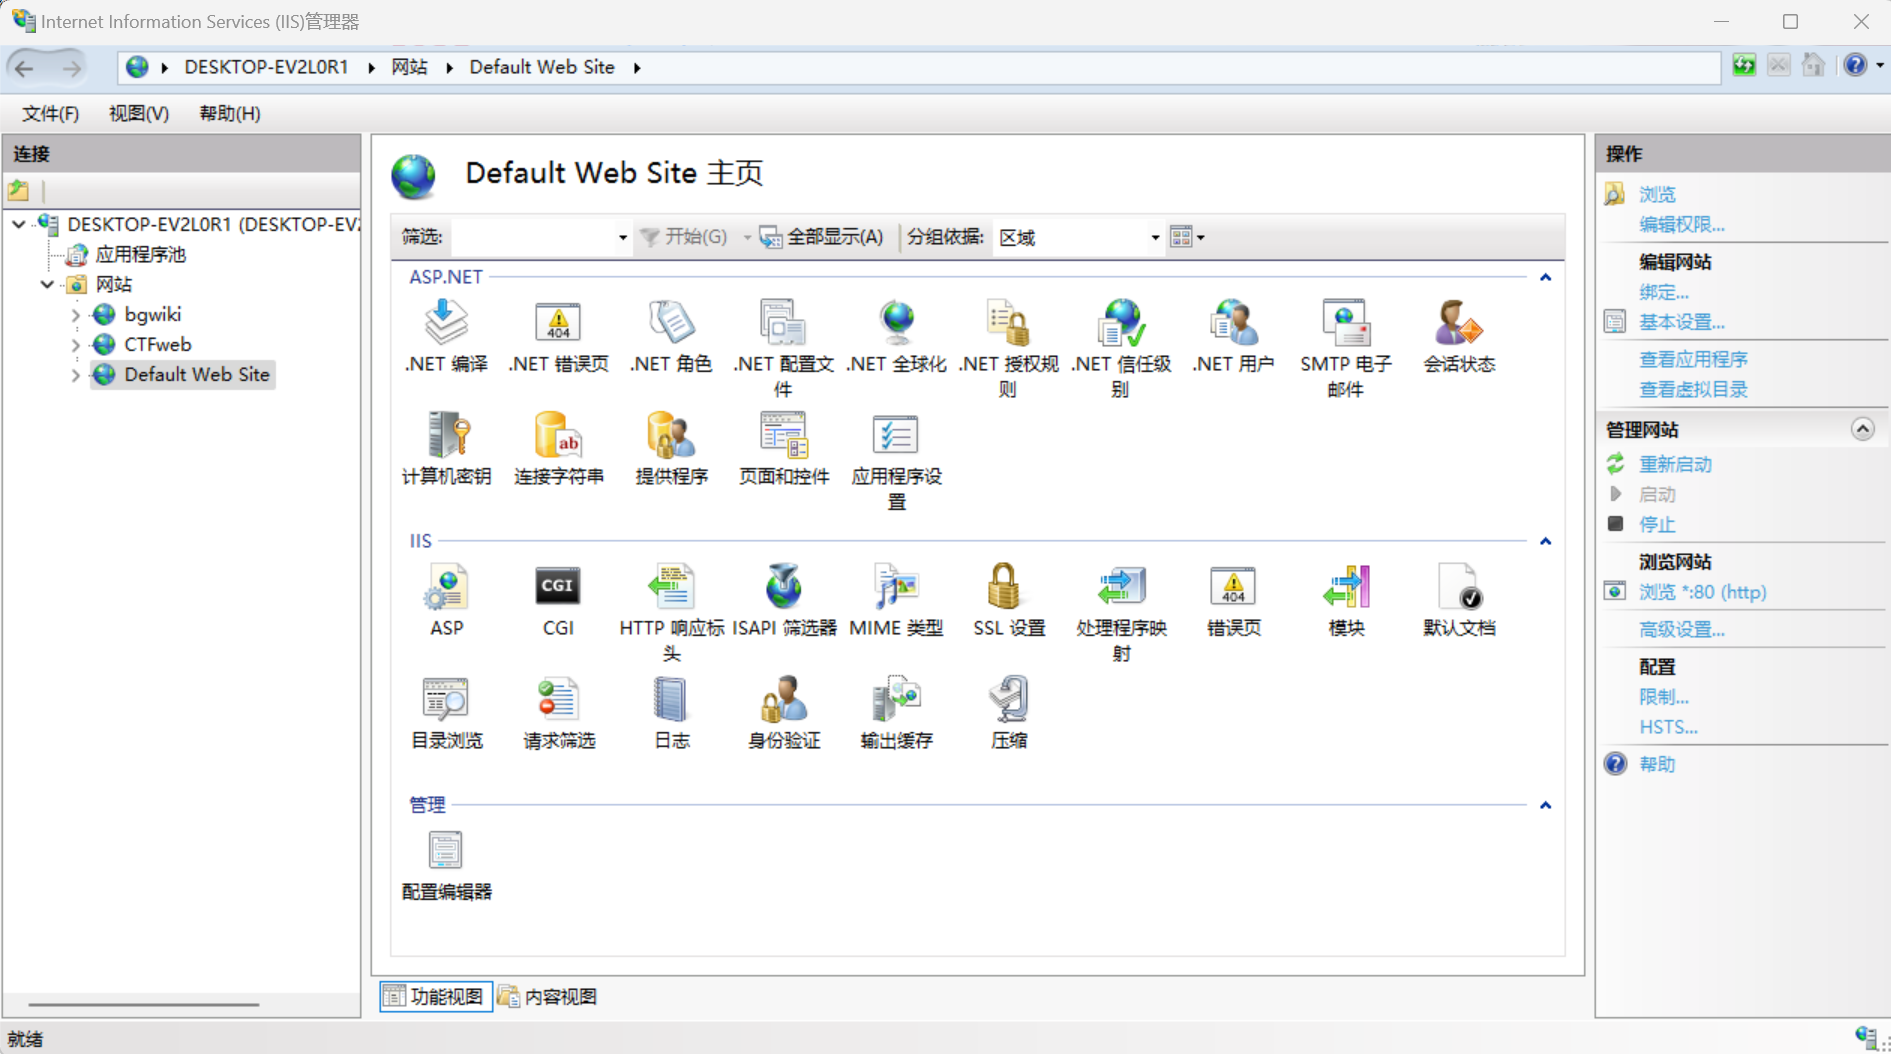 Internet Information Services (IIS)管理器
DESKTOP-EV2L0R1
网站
Default Web Site
文件(F) 视图(V) 帮助(H)
连接
DESKTOP-EV2L0R1 (DESKTOP-EV2
应用程序池
网站
bgwiki
CTFweb
Default Web Site
Default Web Site 主页
筛选: 开始(G) 全部显示(A) 分组依据: 区域
ASP.NET
.NET 编译
.NET 错误页
.NET 角色
.NET 配置文
件
.NET 全球化
.NET 授权规
则
.NET 信任级
别
.NET 用户
SMTP 电子
邮件
会话状态
计算机密钥
连接字符串
提供程序
页面和控件
应用程序设
置
404
ab
IIS
ASP
CGI
CGI
HTTP 响应标
头
ISAPI 筛选器
MIME 类型
SSL 设置
处理程序映
射
404
错误页
模块
默认文档
目录浏览
请求筛选
日志
身份验证
输出缓存
压缩
管理
配置编辑器
功能视图 内容视图
操作
浏览
编辑权限...
编辑网站
绑定...
基本设置...
查看应用程序
查看虚拟目录
管理网站
重新启动
启动
停止
浏览网站
浏览 *:80 (http)
高级设置...
配置
限制...
HSTS...
帮助
就绪